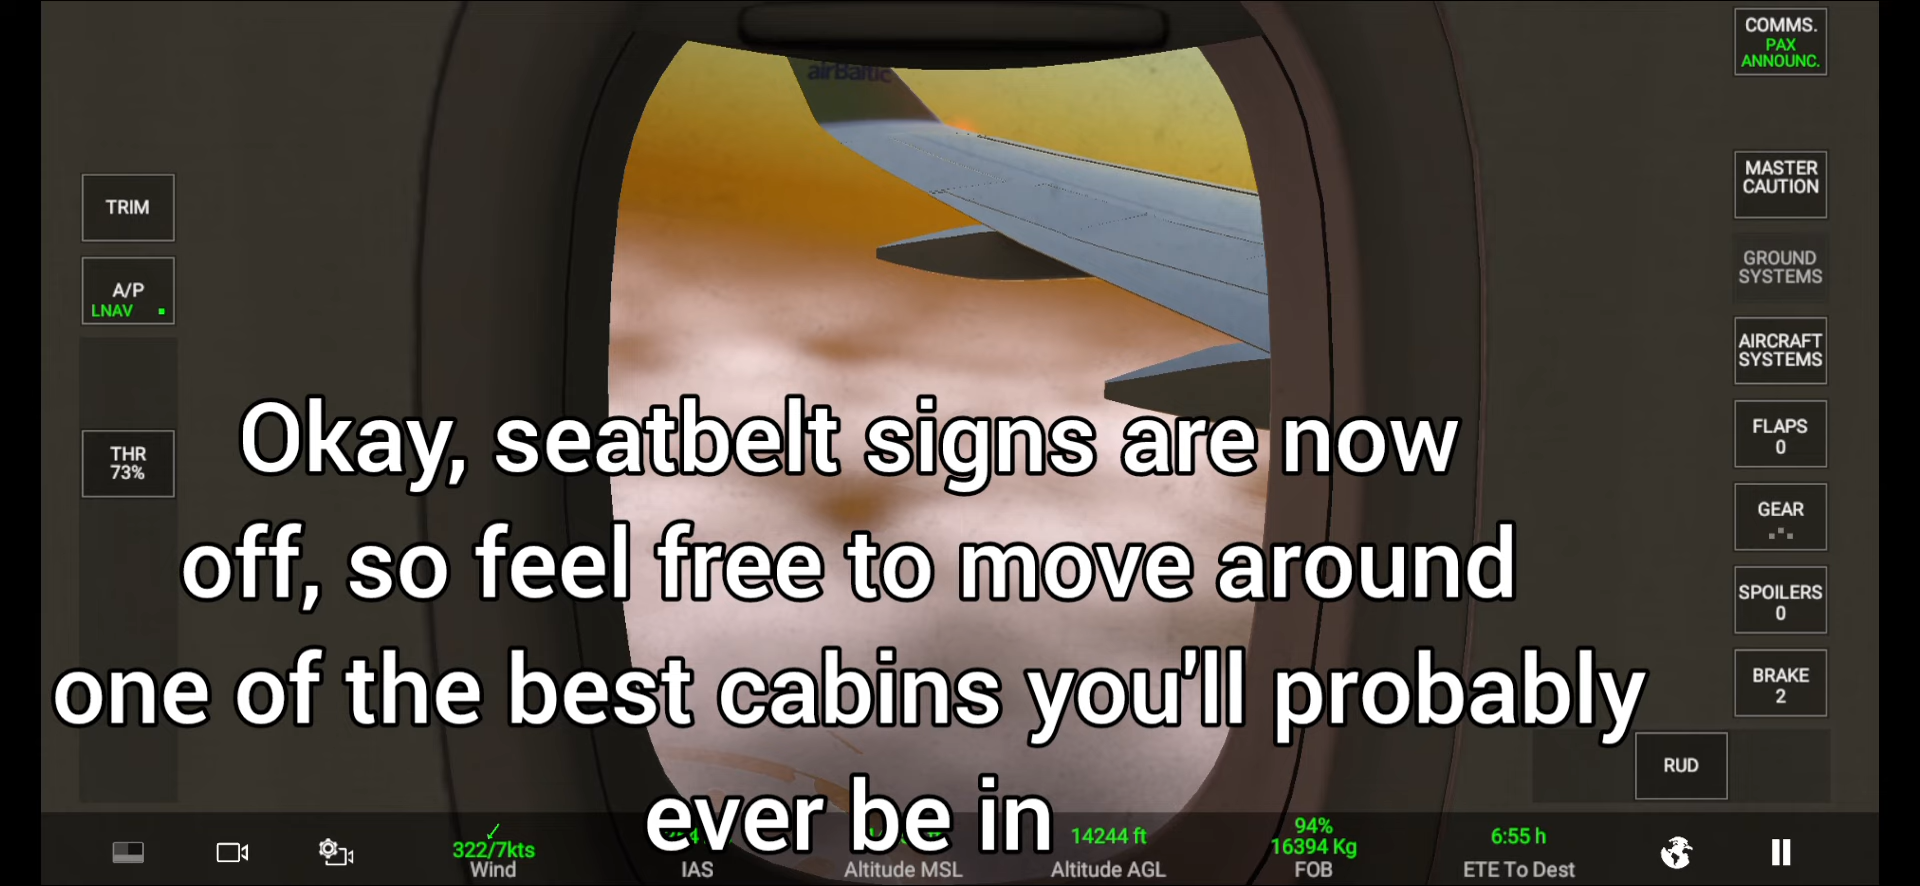 airBaltic
COMMS.
PAX
ANNOUNC.
MASTER
CAUTION
TRIM
GROUND
SYSTEMS
A/P
LNAV
AIRCRAFT
SYSTEMS
THR
73%
FLAPS
0
GEAR
SPOILERS
0
BRAKE
2
RUD
Okay, seatbelt signs are now
off, so feel free to move around
one of the best cabins you'll probably
ever be in
322/7kts
Wind
IAS
Altitude MSL
14244 ft
Altitude AGL
94%
16394 Kg
FOB
6:55 h
ETE To Dest